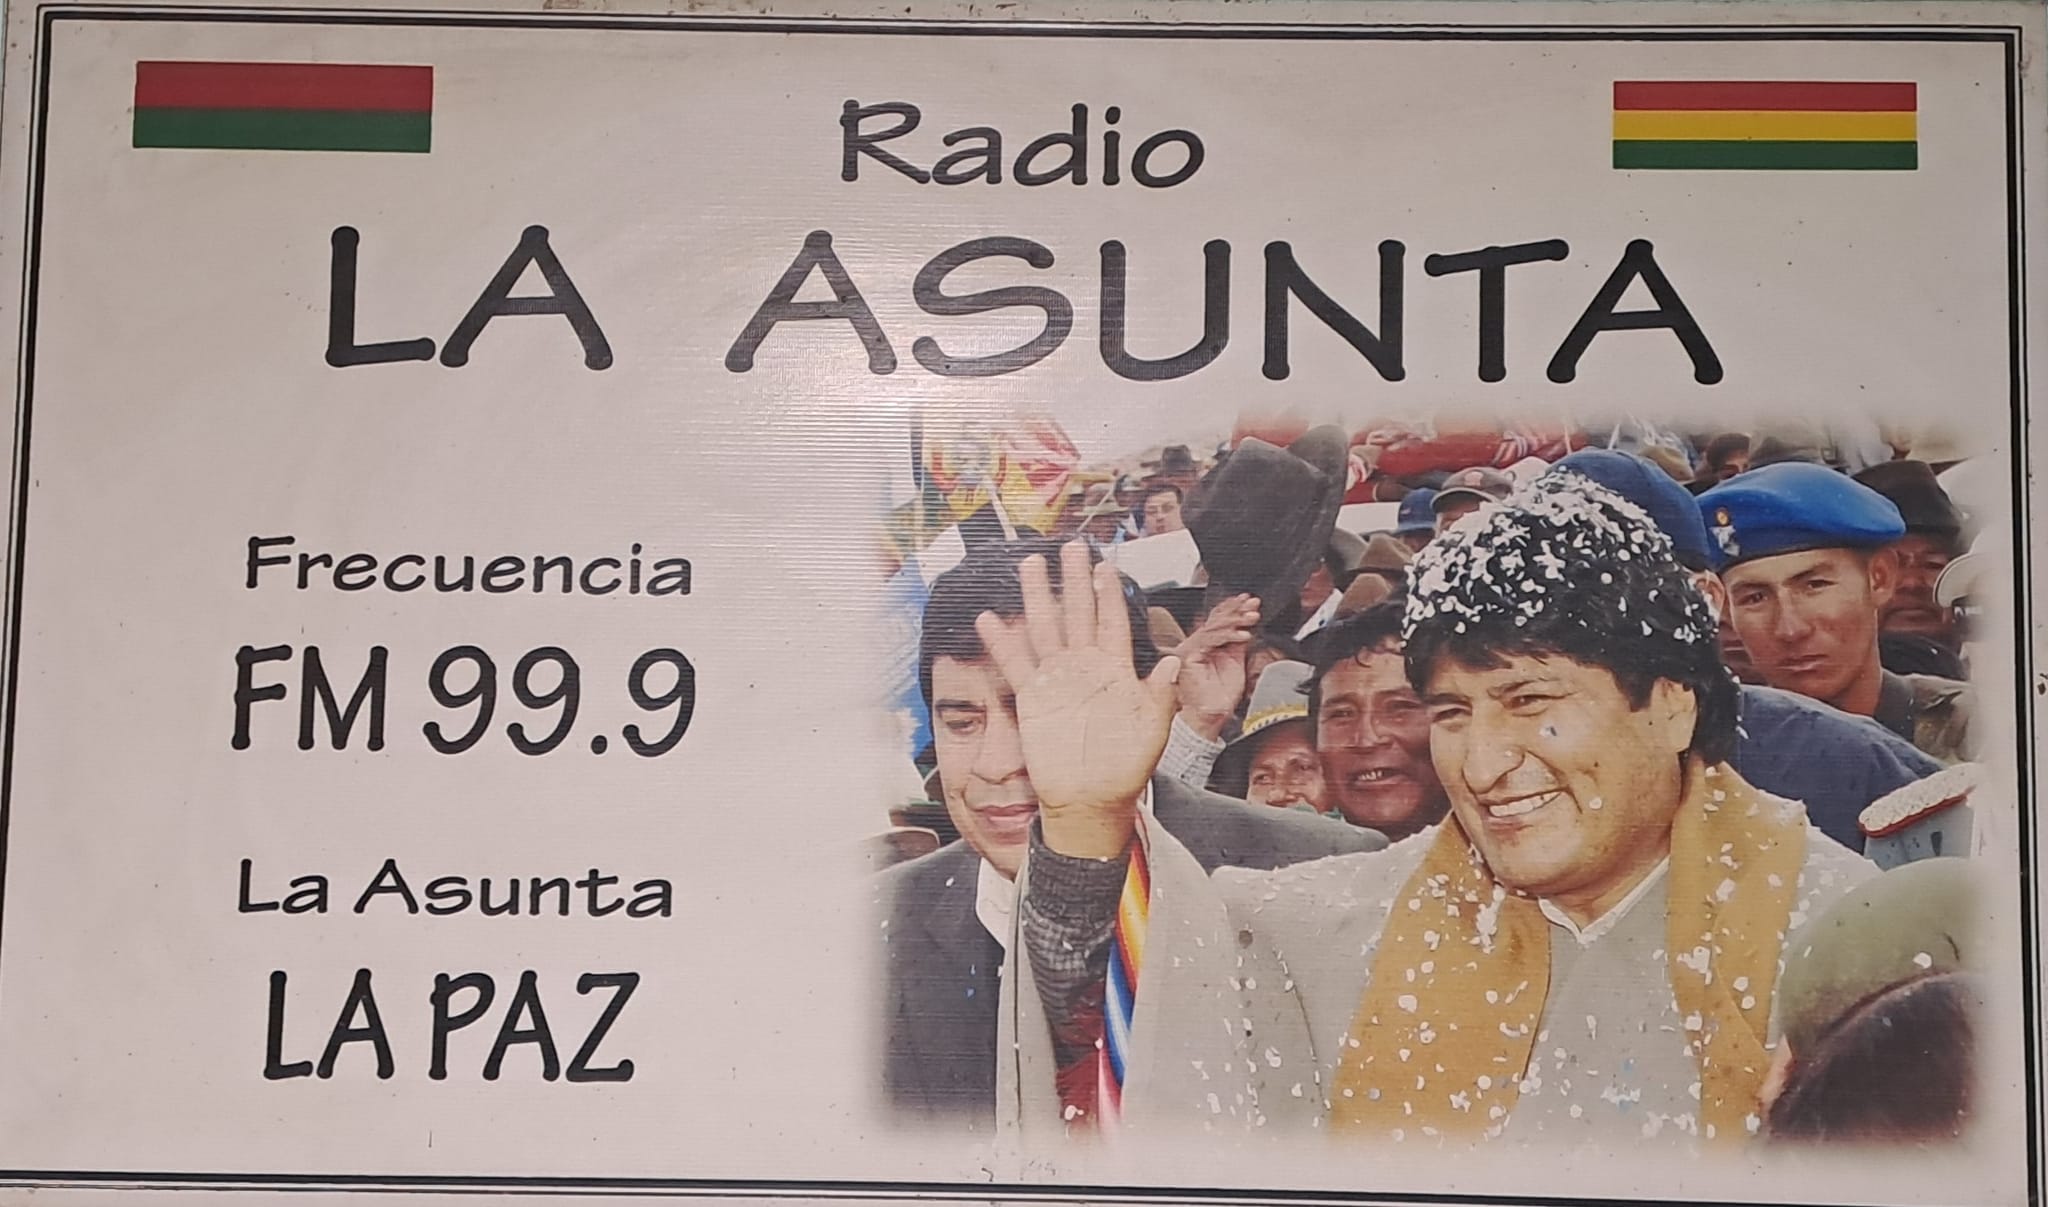 Radio
LA ASUNTA
Frecuencia
FM 99.9
La Asunta
LA PAZ